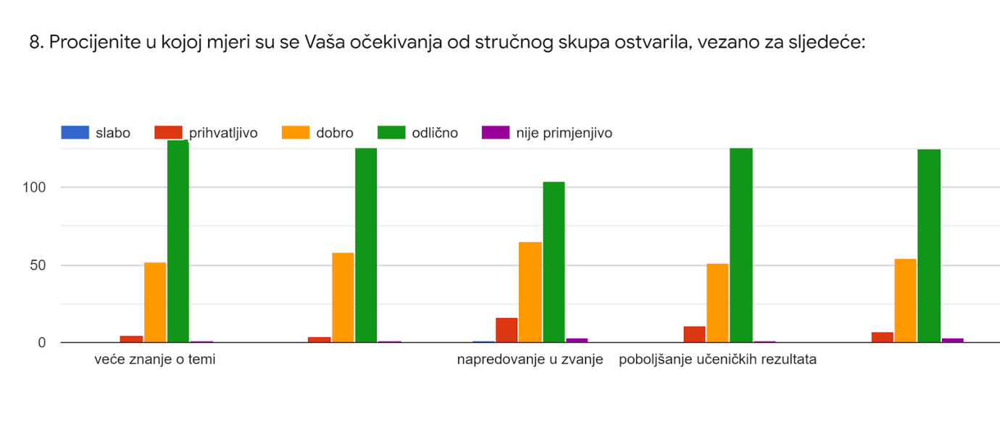 8. Procijenite u kojoj mjeri su se Vaša očekivanja od stručnog skupa ostvarila, vezano za sljedeće:
slabo prihvatljivo dobro odlično nije primjenjivo
100
50
0
veće znanje o temi napredovanje u zvanje poboljšanje učeničkih rezultata